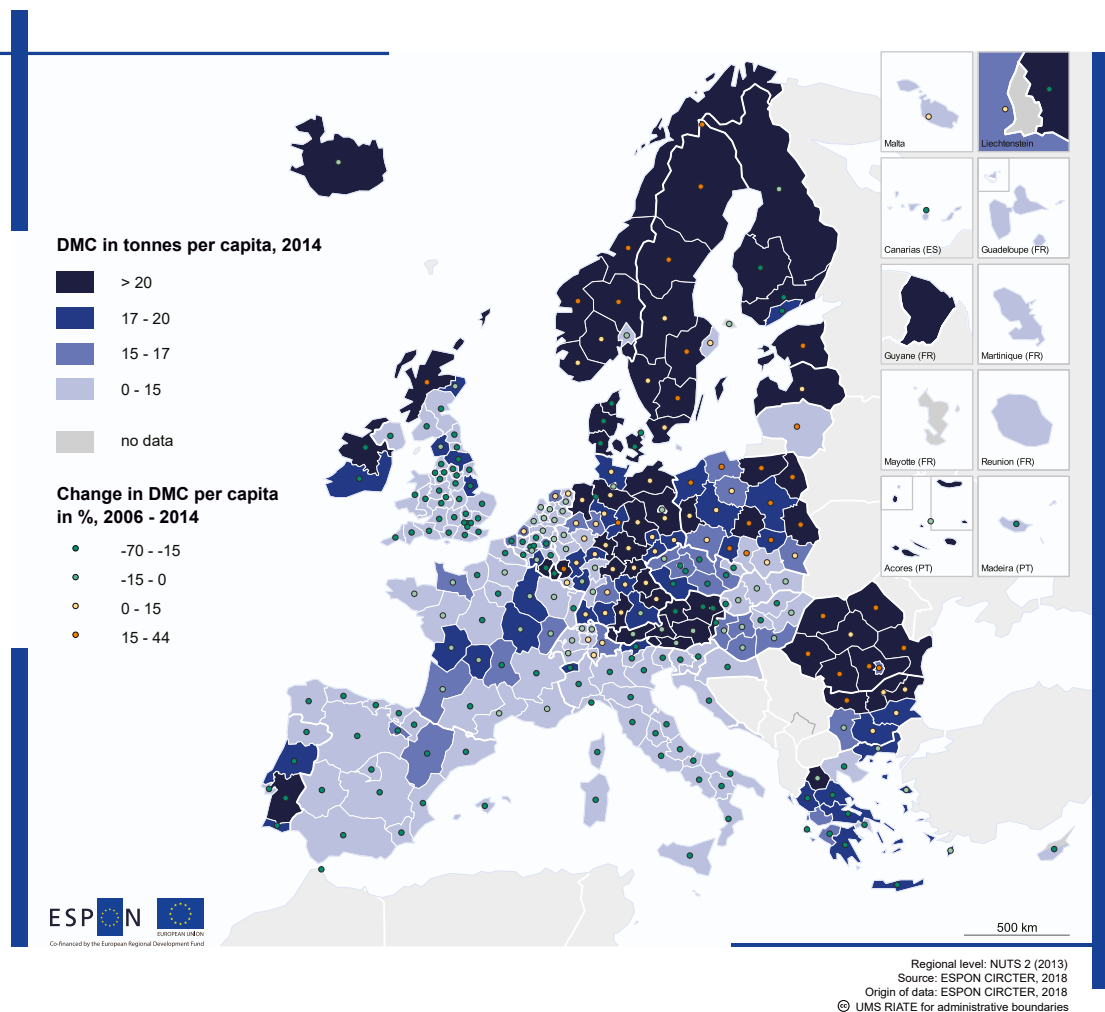 Malta
Liechtenstein
Canarias (ES)
Guadeloupe (FR)
Guyane (FR)
Martinique (FR)
Mayotte (FR)
Reunion (FR)
Acores (PT)
Madeira (PT)
DMC in tonnes per capita, 2014
> 20
17 - 20
15 - 17
0 - 15
no data
Change in DMC per capita
in %, 2006 - 2014
-70 - -15
-15 - 0
0 - 15
15 - 44
ESPON
EUROPEAN UNION
Co-financed by the European Regional Development Fund
500 km
Regional level: NUTS 2 (2013)
Source: ESPON CIRCTER, 2018
Origin of data: ESPON CIRCTER, 2018
cc UMS RIATE for administrative boundaries